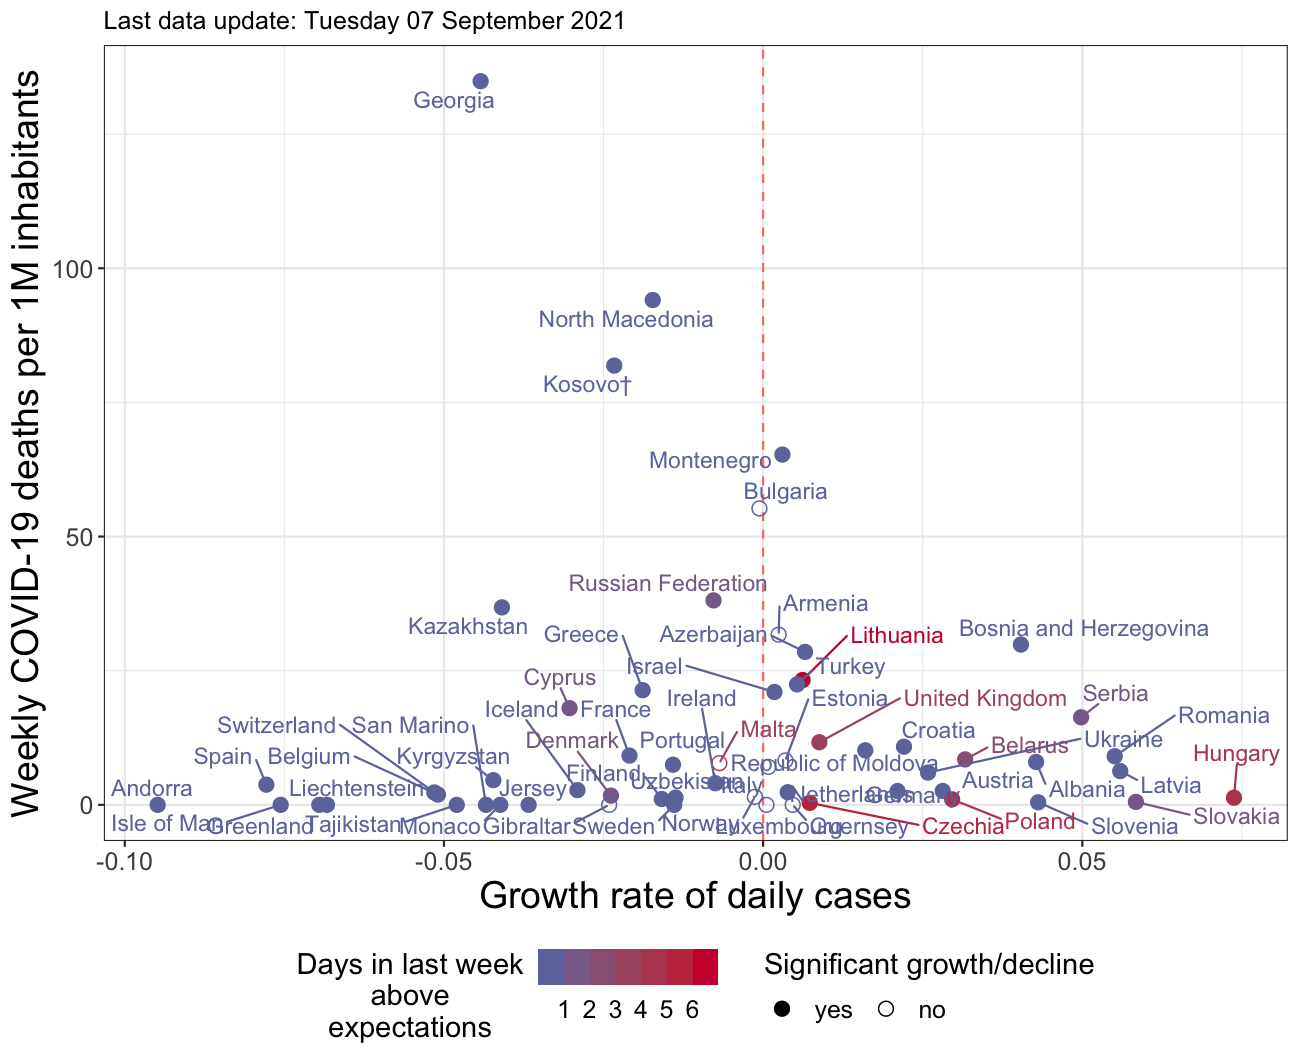 Last data update: Tuesday 07 September 2021
Weekly COVID-19 deaths per 1M inhabitants
100
50
0
Georgia
North Macedonia
Kosovo†
Montenegro
Bulgaria
Russian Federation
Armenia
Kazakhstan
Greece
Azerbaijan
Lithuania
Bosnia and Herzegovina
Israel
Turkey
Cyprus
Ireland
Estonia
United Kingdom
Serbia
Iceland
France
Romania
Switzerland
San Marino
Malta
Croatia
Denmark
Portugal
Belarus
Ukraine
Spain
Belgium
Kyrgyzstan
Republic of Moldova
Hungary
Finland
Uzbekistan
Italy
Austria
Andorra
Liechtenstein
Jersey
Netherlands
Germany
Albania
Latvia
Isle of Man
Greenland
Tajikistan
Monaco
Gibraltar
Sweden
Norway
Luxembourg
Guernsey
Czechia
Poland
Slovenia
Slovakia
-0.10
-0.05
0.00
0.05
Growth rate of daily cases
Days in last week
above
expectations
1 2 3 4 5 6
Significant growth/decline
yes
no